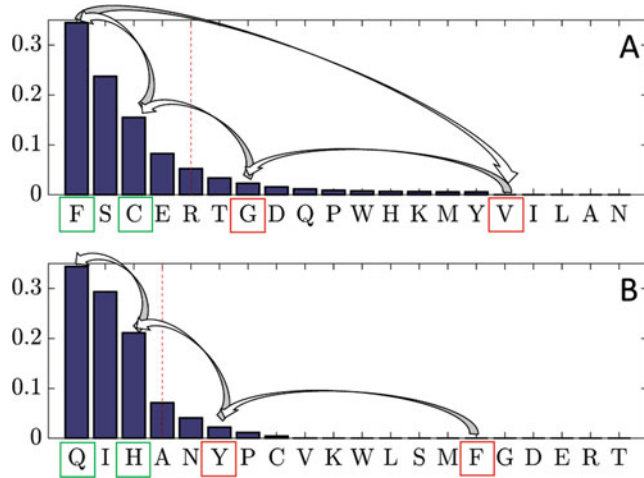 A
0.3
0.2
0.1
0
F S C E R T G D Q P W H K M Y V I L A N
B
0.3
0.2
0.1
0
Q I H A N Y P C V K W L S M F G D E R T